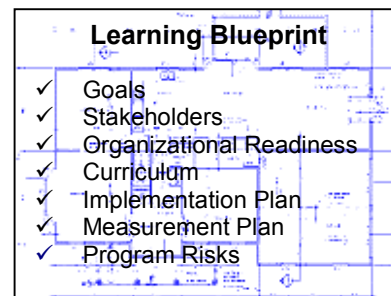 Learning Blueprint
✓ Goals
✓ Stakeholders
✓ Organizational Readiness
✓ Curriculum
✓ Implementation Plan
✓ Measurement Plan
✓ Program Risks